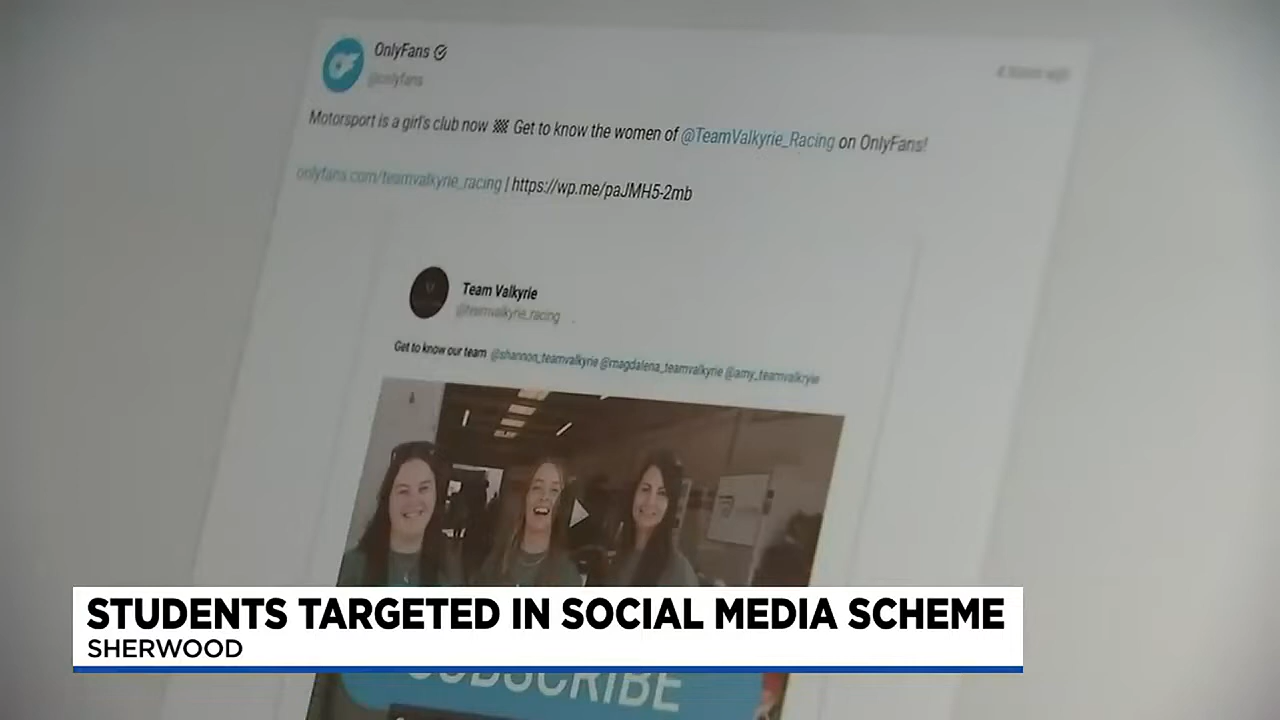 OnlyFans
@onlyfans
Motorsport is a girl's club now 🏁 Get to know the women of @TeamValkyrie_Racing on OnlyFans!
onlyfans.com/teamvalkyrie_racing | https://wp.me/paJMH5-2mb
Team Valkyrie
@teamvalkyrie_racing
Get to know our team @shannon_teamvalkyrie @magdalena_teamvalkyrie @amy_teamvalkryie
STUDENTS TARGETED IN SOCIAL MEDIA SCHEME
SHERWOOD
SUBSCRIBE